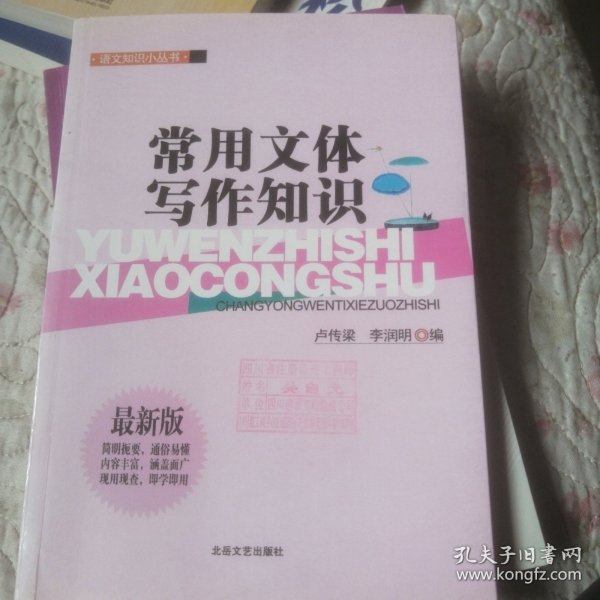 ·语文知识小丛书·
常用文体
写作知识
YUWENZHISHI
XIAOCONGSHU
CHANGYONGWENTIXIEZUOZHISHI
卢传梁 李润明◎编
最新版
简明扼要，通俗易懂
内容丰富，涵盖面广
现用现查，即学即用
北岳文艺出版社
孔夫子旧书网
www.kongfz.com